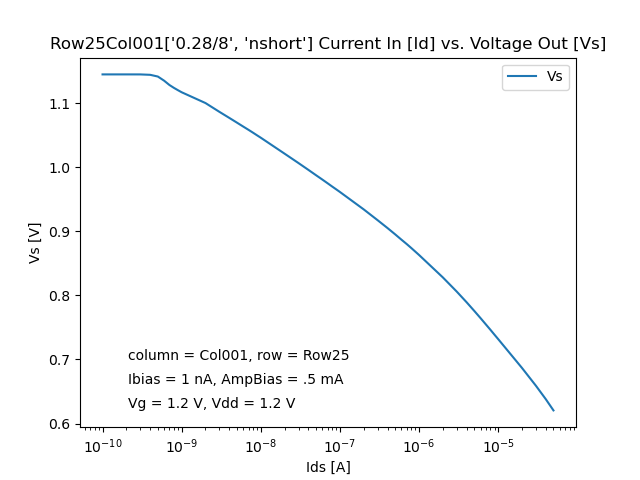 Row25Col001['0.28/8', 'nshort'] Current In [Id] vs. Voltage Out [Vs]
Vs
1.1
1.0
0.9
0.8
0.7
0.6
Vs [V]
column = Col001, row = Row25
Ibias = 1 nA, AmpBias = .5 mA
Vg = 1.2 V, Vdd = 1.2 V
10⁻¹⁰ 10⁻⁹ 10⁻⁸ 10⁻⁷ 10⁻⁶ 10⁻⁵
Ids [A]